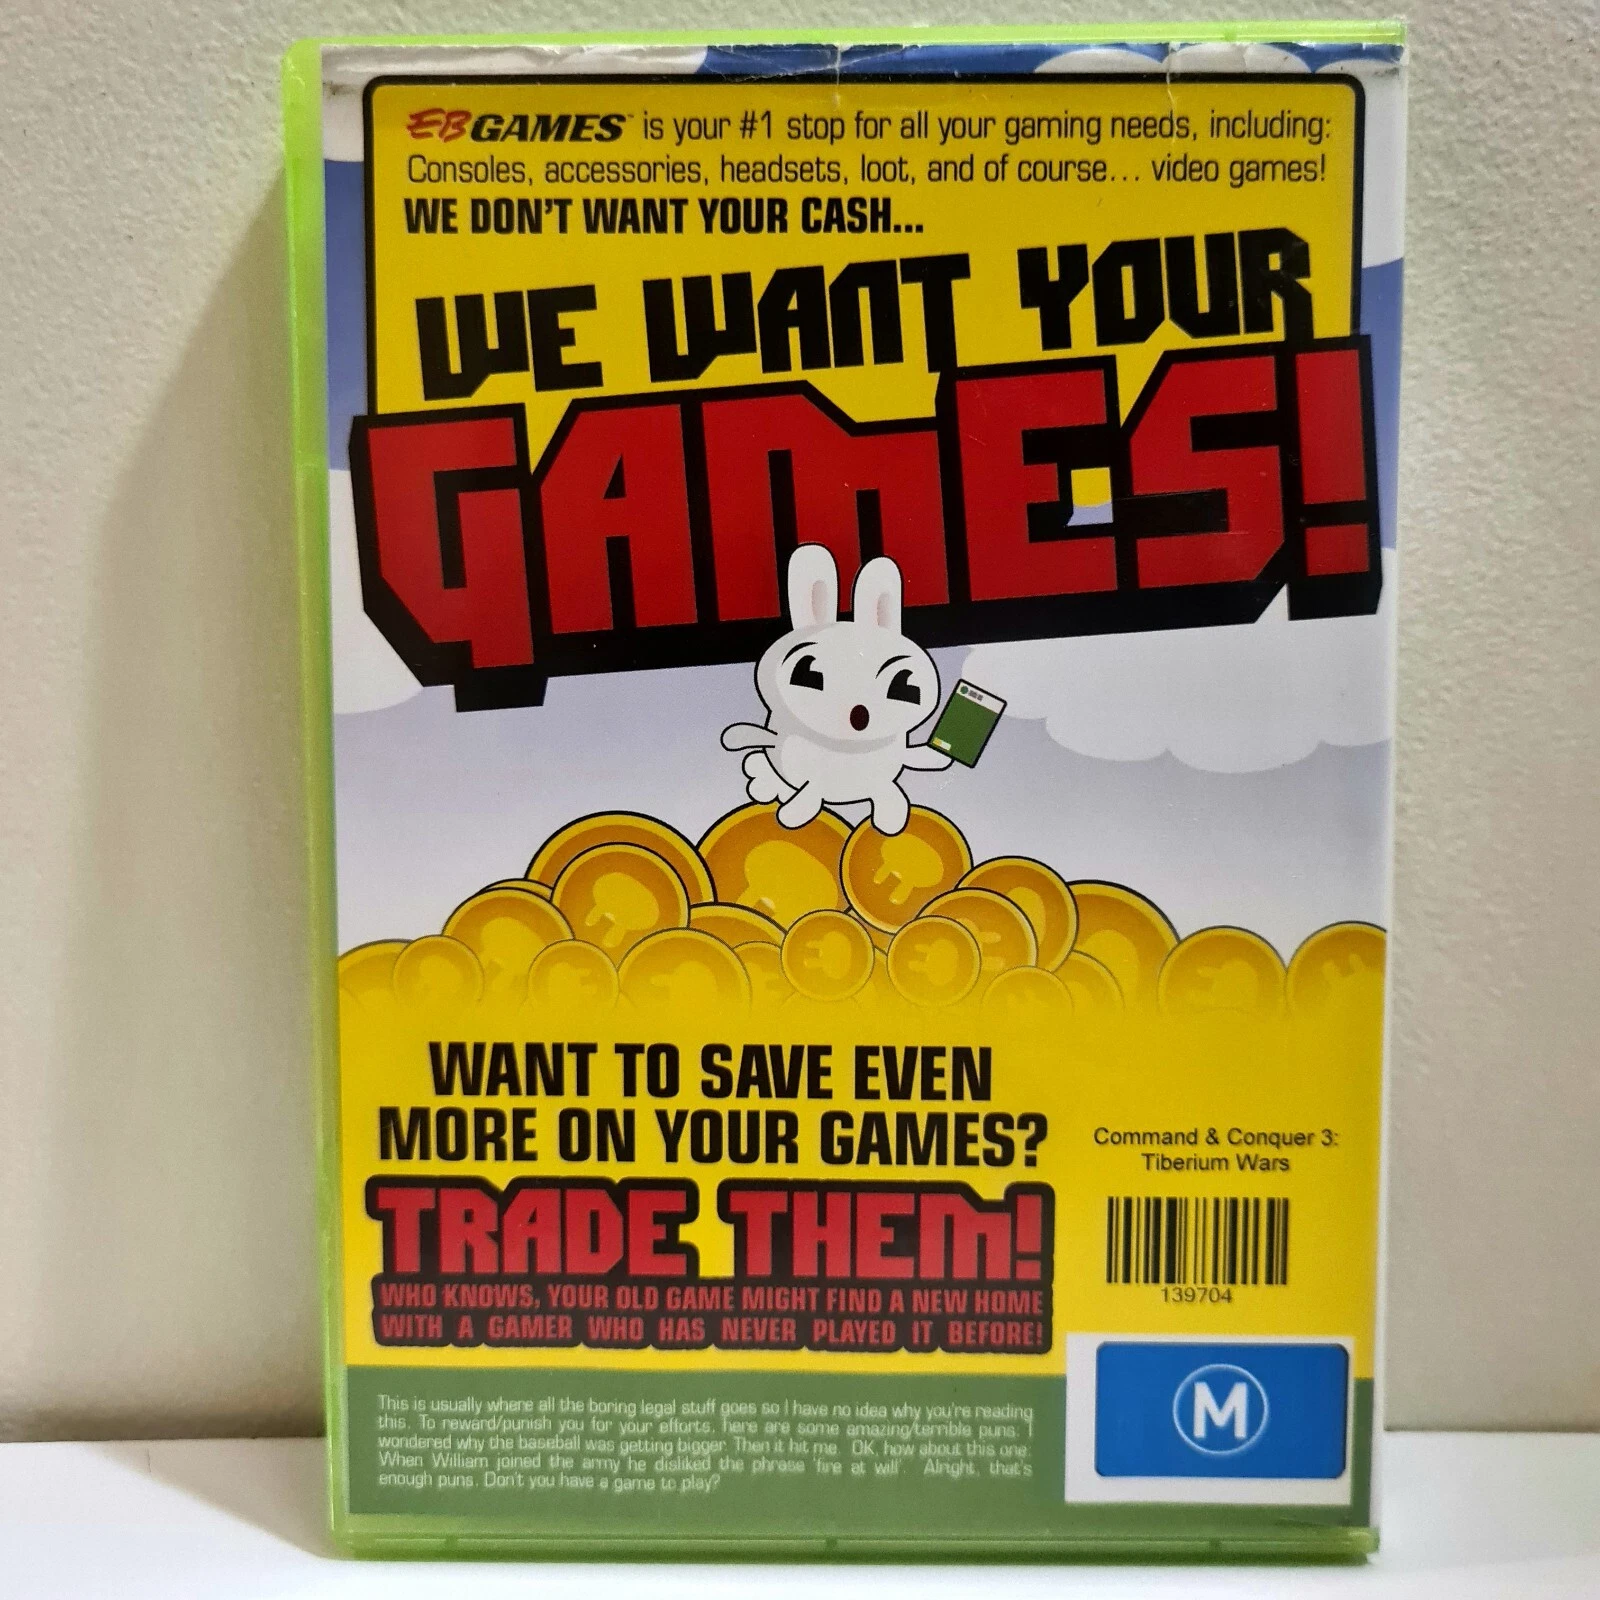 EB GAMES™ is your #1 stop for all your gaming needs, including:
Consoles, accessories, headsets, loot, and of course... video games!
WE DON'T WANT YOUR CASH...
WE WANT YOUR
GAMES!
WANT TO SAVE EVEN
MORE ON YOUR GAMES?
TRADE THEM!
WHO KNOWS, YOUR OLD GAME MIGHT FIND A NEW HOME
WITH A GAMER WHO HAS NEVER PLAYED IT BEFORE!
Command & Conquer 3:
Tiberium Wars
139704
M
This is usually where all the boring legal stuff goes so I have no idea why you're reading
this. To reward/punish you for your efforts, here are some amazing/terrible puns: I
wondered why the baseball was getting bigger. Then it hit me. OK, how about this one:
When William joined the army he disliked the phrase 'fire at will'. Alright, that's
enough puns. Don't you have a game to play?